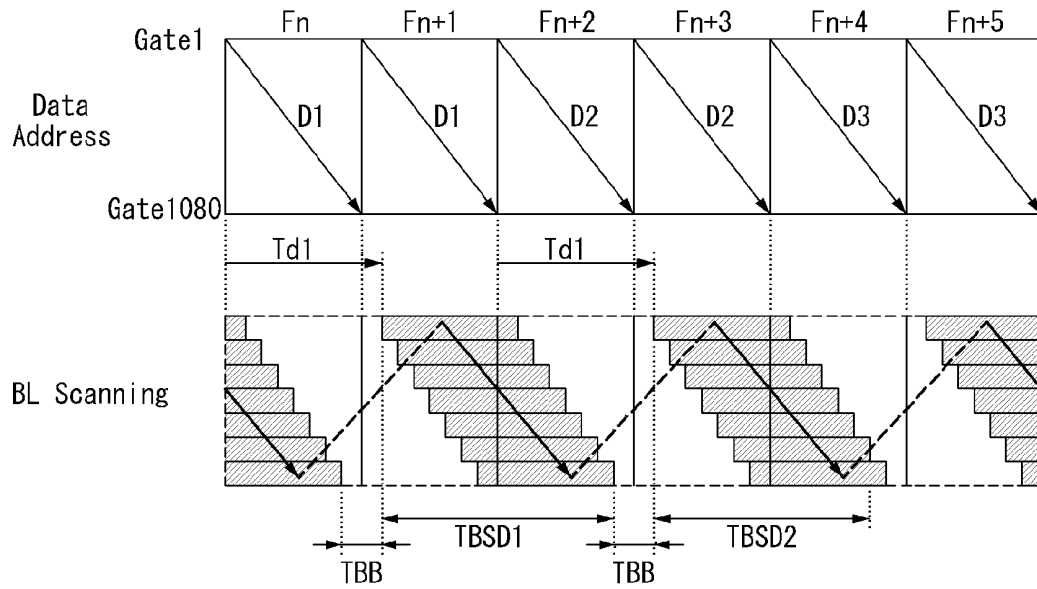 Fn Fn+1 Fn+2 Fn+3 Fn+4 Fn+5
Gate1
Data
Address
D1 D1 D2 D2 D3 D3
Gate1080
Td1 Td1
BL Scanning
TBSD1 TBSD2
TBB TBB